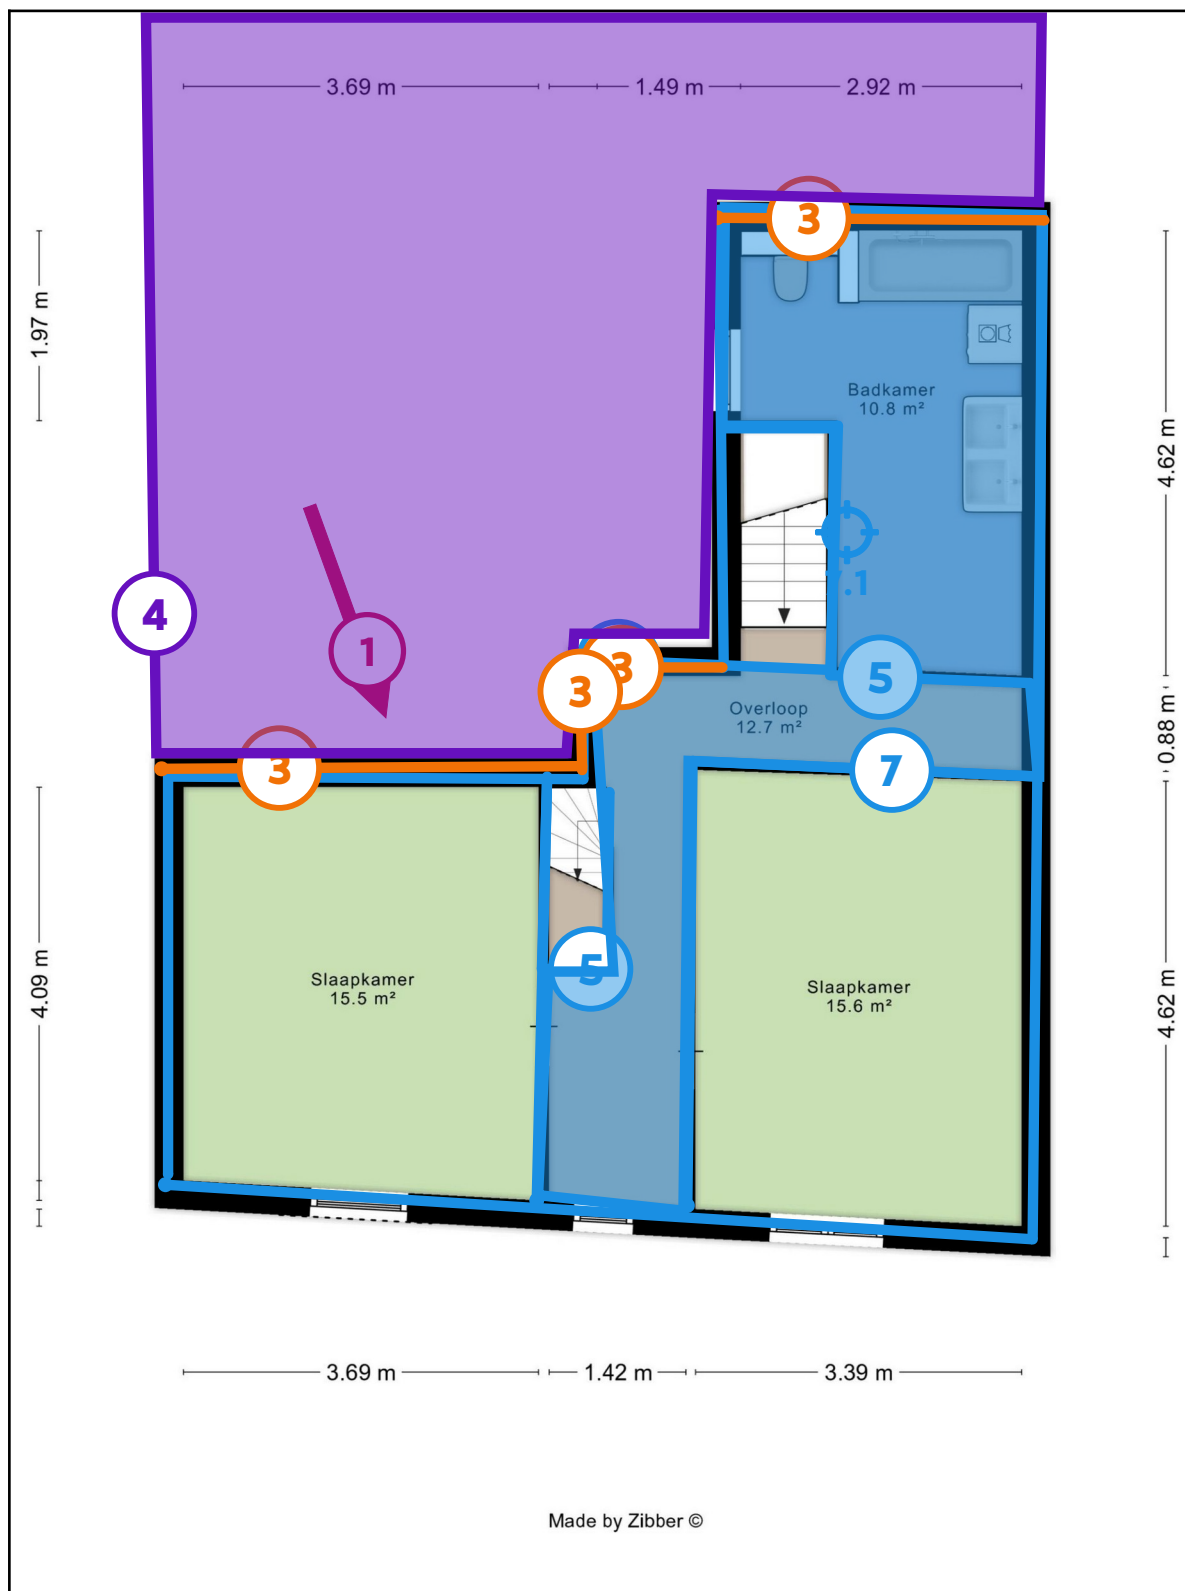 3.69 m
1.49 m
2.92 m
3
1.97 m
Badkamer
10.8 m²
4.62 m
7.1
4
1
3
3
5
Overloop
12.7 m²
0.88 m
3
7
4.09 m
Slaapkamer
15.5 m²
5
Slaapkamer
15.6 m²
4.62 m
3.69 m
1.42 m
3.39 m
Made by Zibber ©